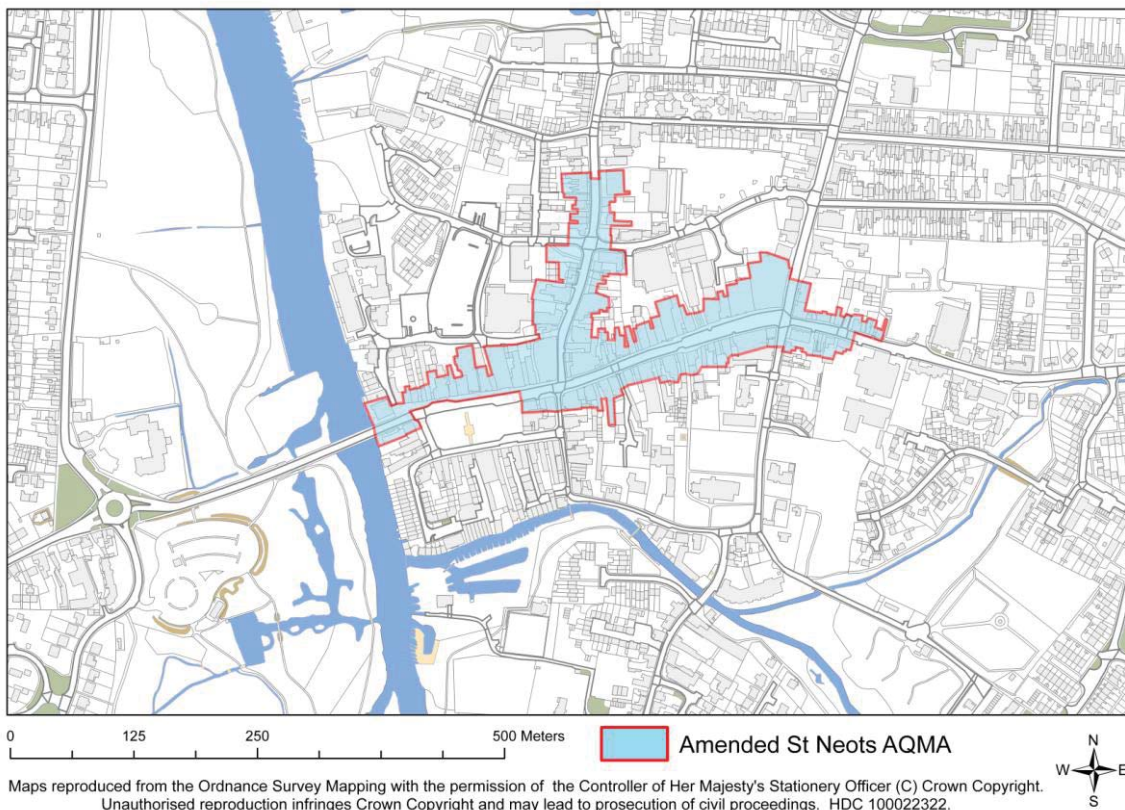 0 125 250 500 Meters
Amended St Neots AQMA
N
W E
S
Maps reproduced from the Ordnance Survey Mapping with the permission of the Controller of Her Majesty's Stationery Officer (C) Crown Copyright.
Unauthorised reproduction infringes Crown Copyright and may lead to prosecution of civil proceedings. HDC 100022322.